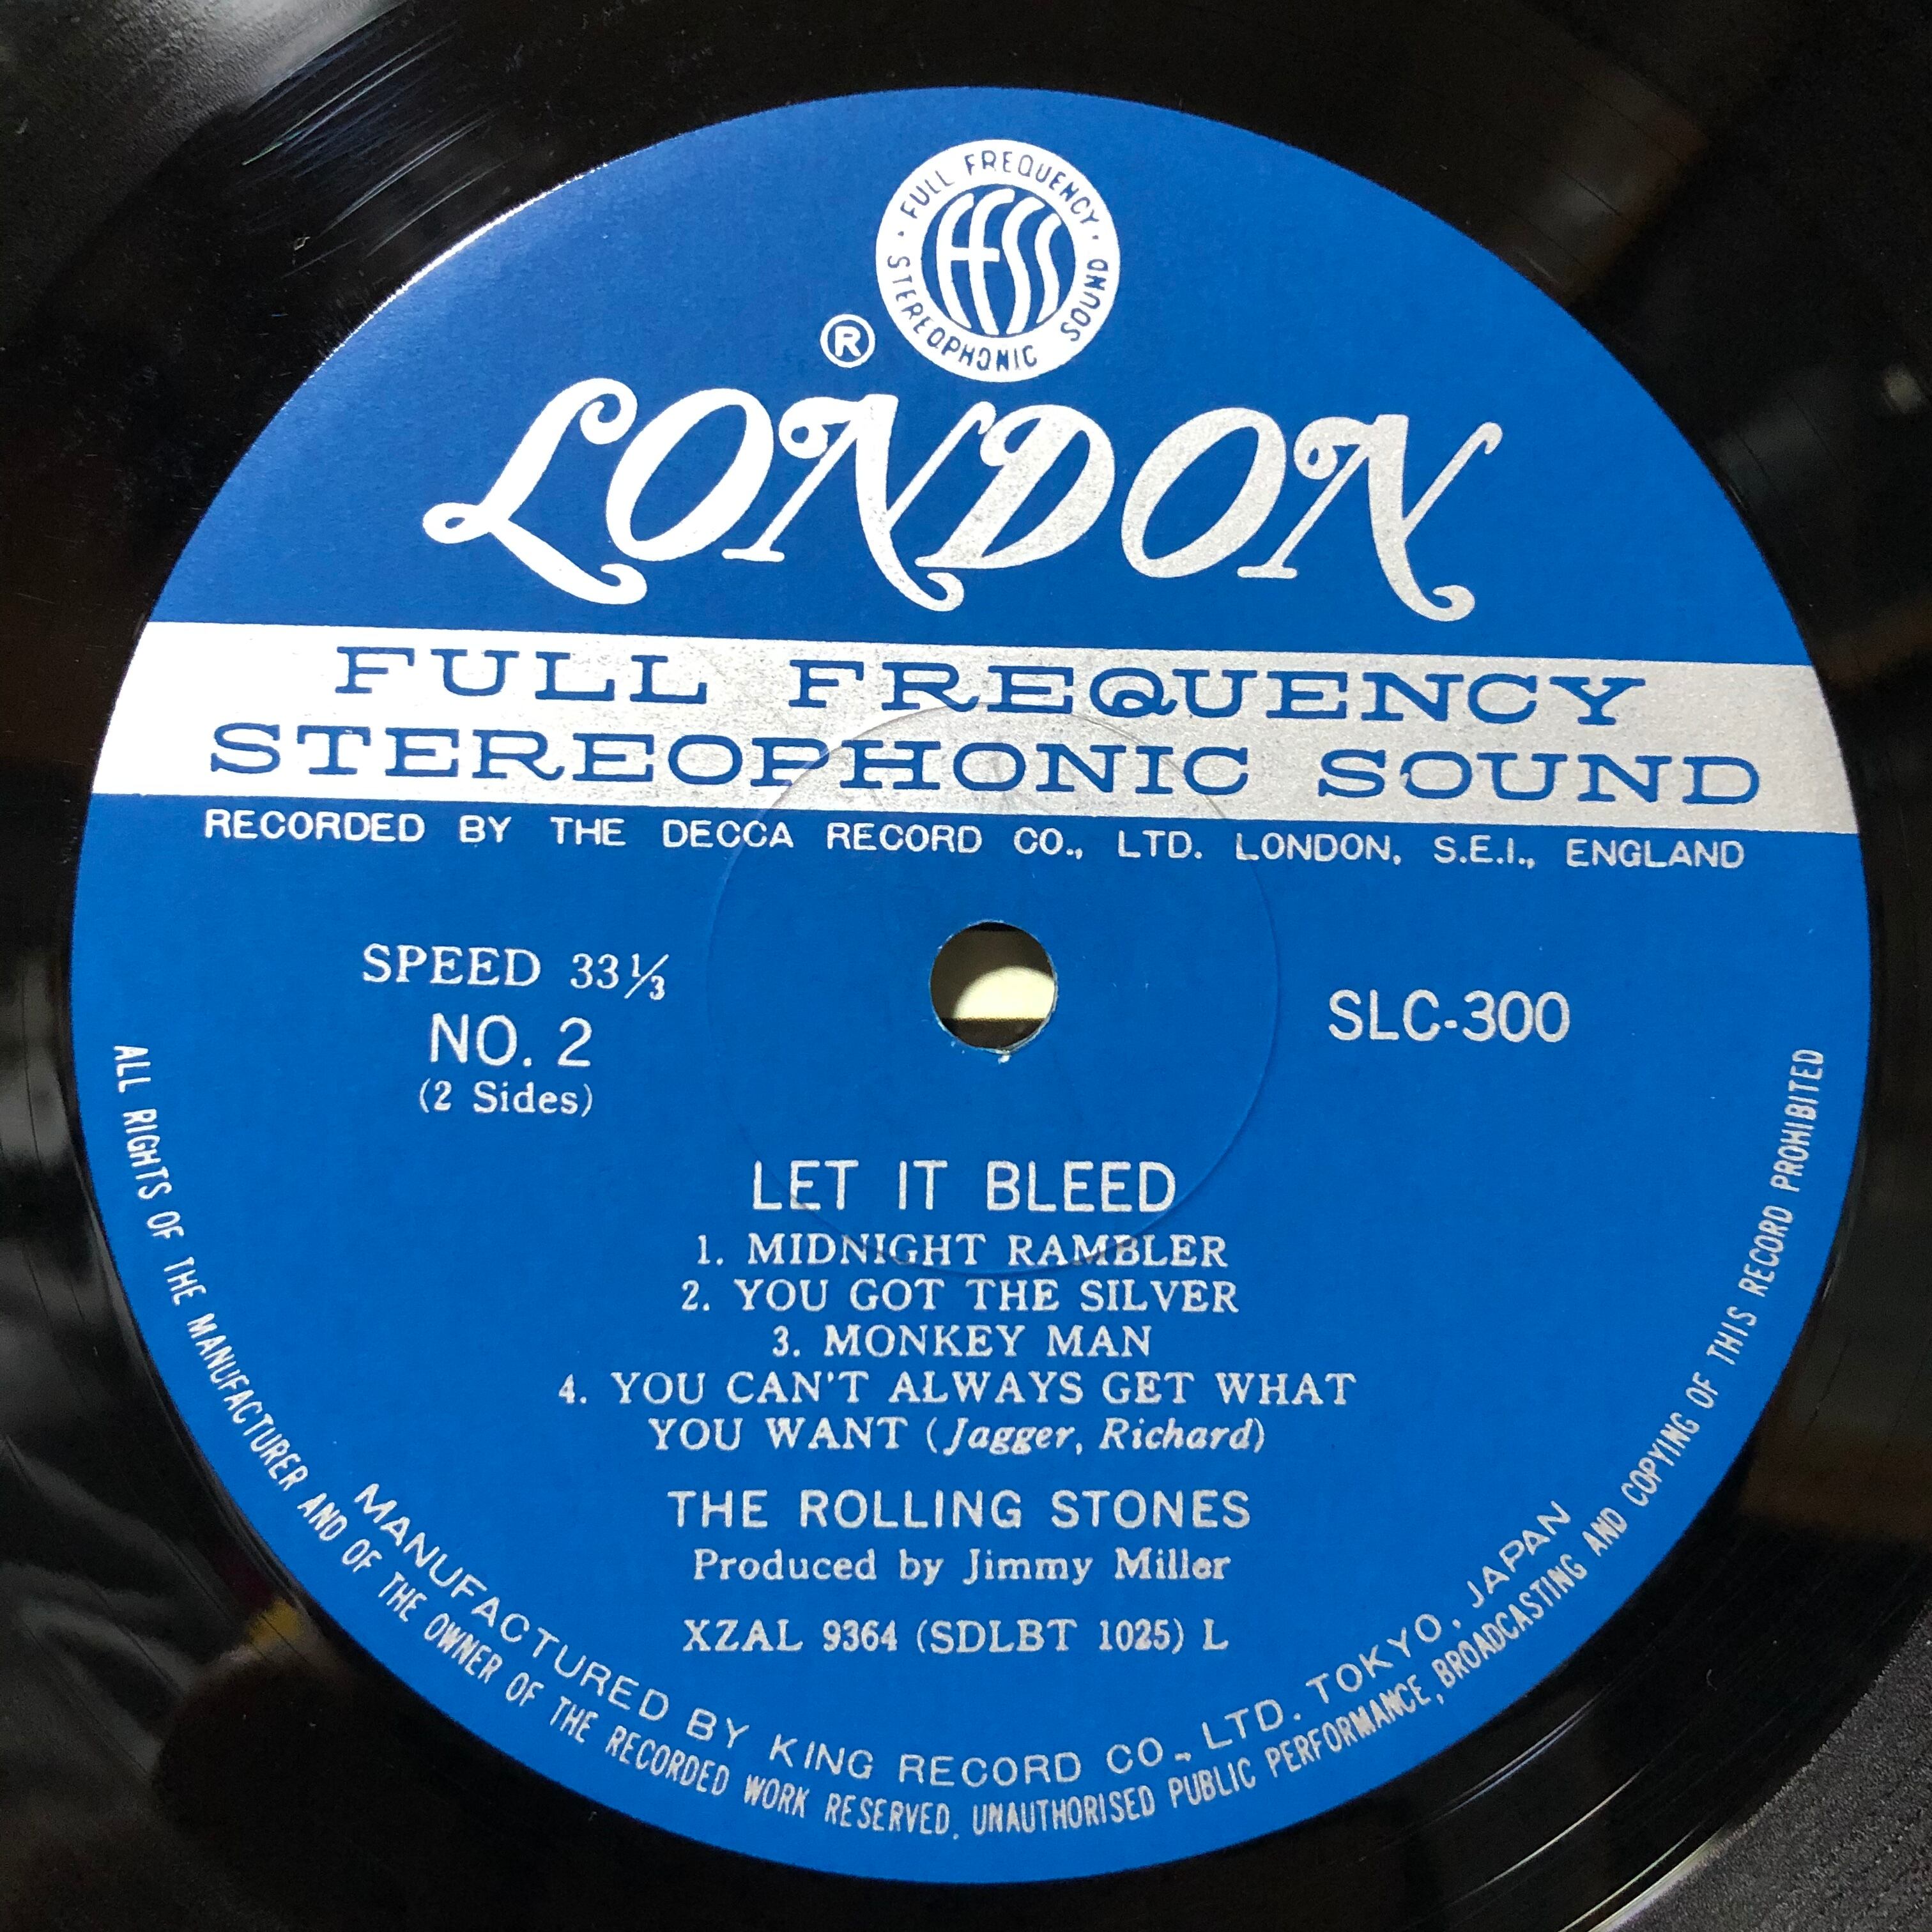 FULL FREQUENCY
STEREOPHONIC SOUND
FFSS
®
LONDON
FULL FREQUENCY
STEREOPHONIC SOUND
RECORDED BY THE DECCA RECORD CO., LTD. LONDON, S.E.I., ENGLAND
SPEED 33⅓
NO. 2
(2 Sides)
SLC-300
LET IT BLEED
1. MIDNIGHT RAMBLER
2. YOU GOT THE SILVER
3. MONKEY MAN
4. YOU CAN'T ALWAYS GET WHAT
YOU WANT (Jagger, Richard)
THE ROLLING STONES
Produced by Jimmy Miller
XZAL 9364 (SDLBT 1025) L
MANUFACTURED BY KING RECORD CO., LTD. TOKYO, JAPAN
ALL RIGHTS OF THE MANUFACTURER AND OF THE OWNER OF THE RECORDED WORK RESERVED. UNAUTHORISED PUBLIC PERFORMANCE, BROADCASTING AND COPYING OF THIS RECORD PROHIBITED